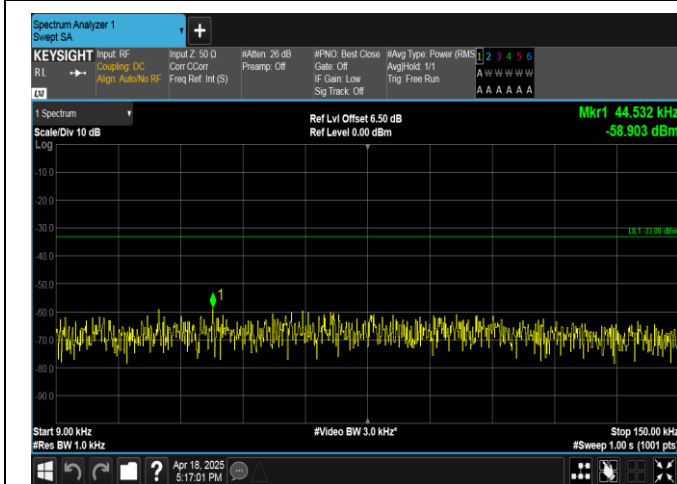 Spectrum Analyzer 1
Swept SA
+
KEYSIGHT Input: RF Input Z: 50 Ω #Atten: 26 dB #PNO: Best Close #Avg Type: Power (RMS 1 2 3 4 5 6
RL Coupling: DC Corr CCorr Preamp: Off Gate: Off Avg|Hold: 1/1 A W W W W W
Align: Auto/No RF Freq Ref: Int (S) IF Gain: Low Trig: Free Run
LXI Sig Track: Off A A A A A A
1 Spectrum Ref Lvl Offset 6.50 dB Mkr1 44.532 kHz
Scale/Div 10 dB Ref Level 0.00 dBm -58.903 dBm
Log
-10.0
-20.0
-30.0
DL1 -33.00 dBm
-40.0
-50.0
1
-60.0
-70.0
-80.0
-90.0
Start 9.00 kHz #Video BW 3.0 kHz* Stop 150.00 kHz
#Res BW 1.0 kHz #Sweep 1.00 s (1001 pts)
? Apr 18, 2025
5:17:01 PM